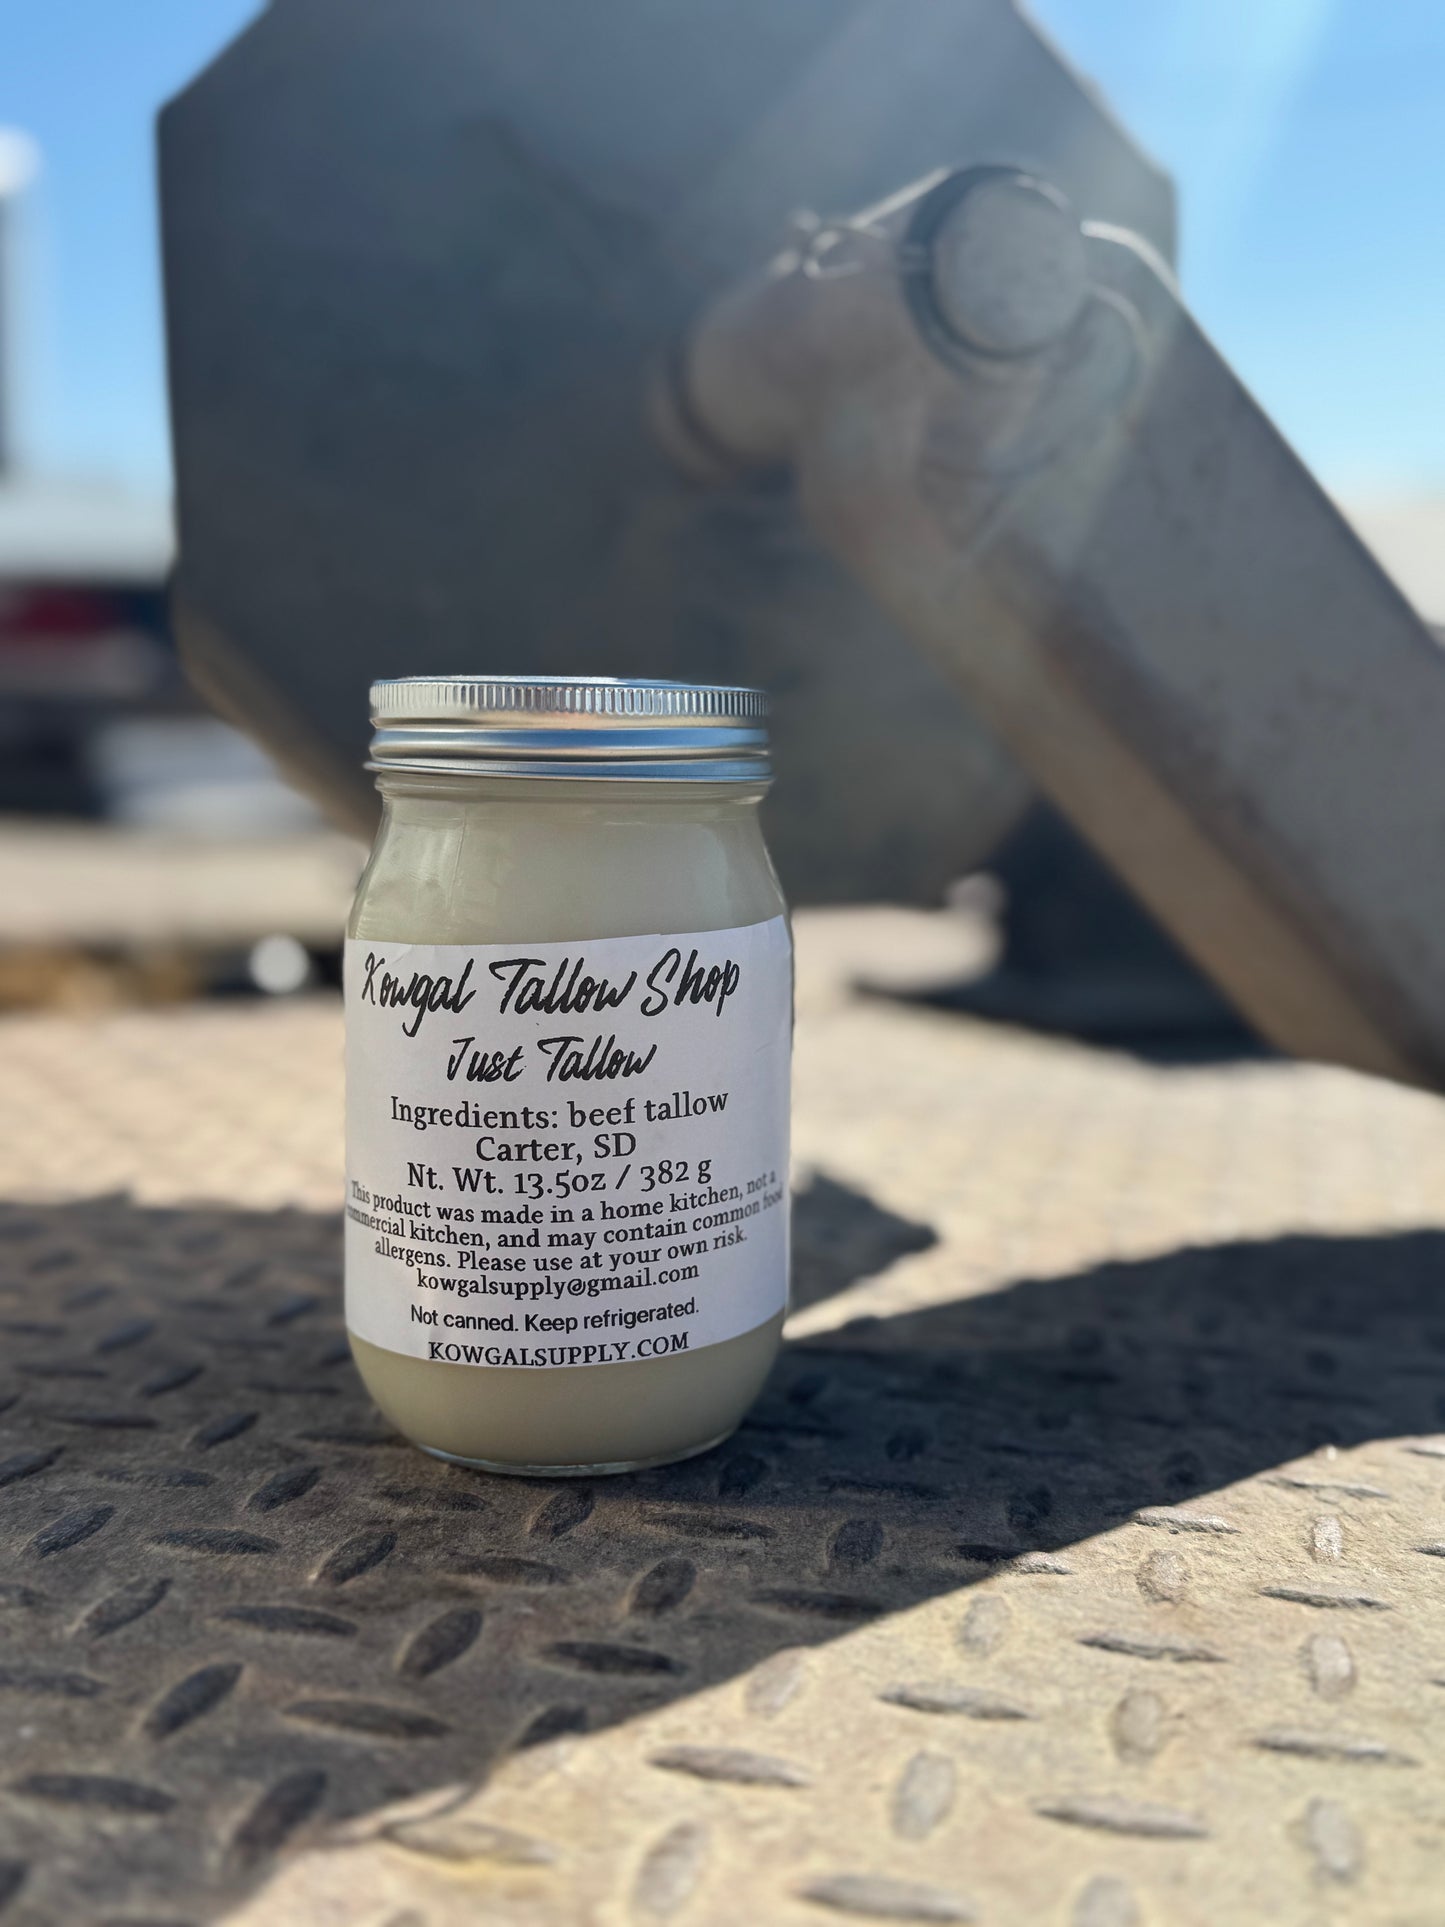 Kowgal Tallow Shop
Just Tallow
Ingredients: beef tallow
Carter, SD
Nt. Wt. 13.5oz / 382 g
This product was made in a home kitchen, not a
commercial kitchen, and may contain common food
allergens. Please use at your own risk.
kowgalsupply@gmail.com
Not canned. Keep refrigerated.
KOWGALSUPPLY.COM